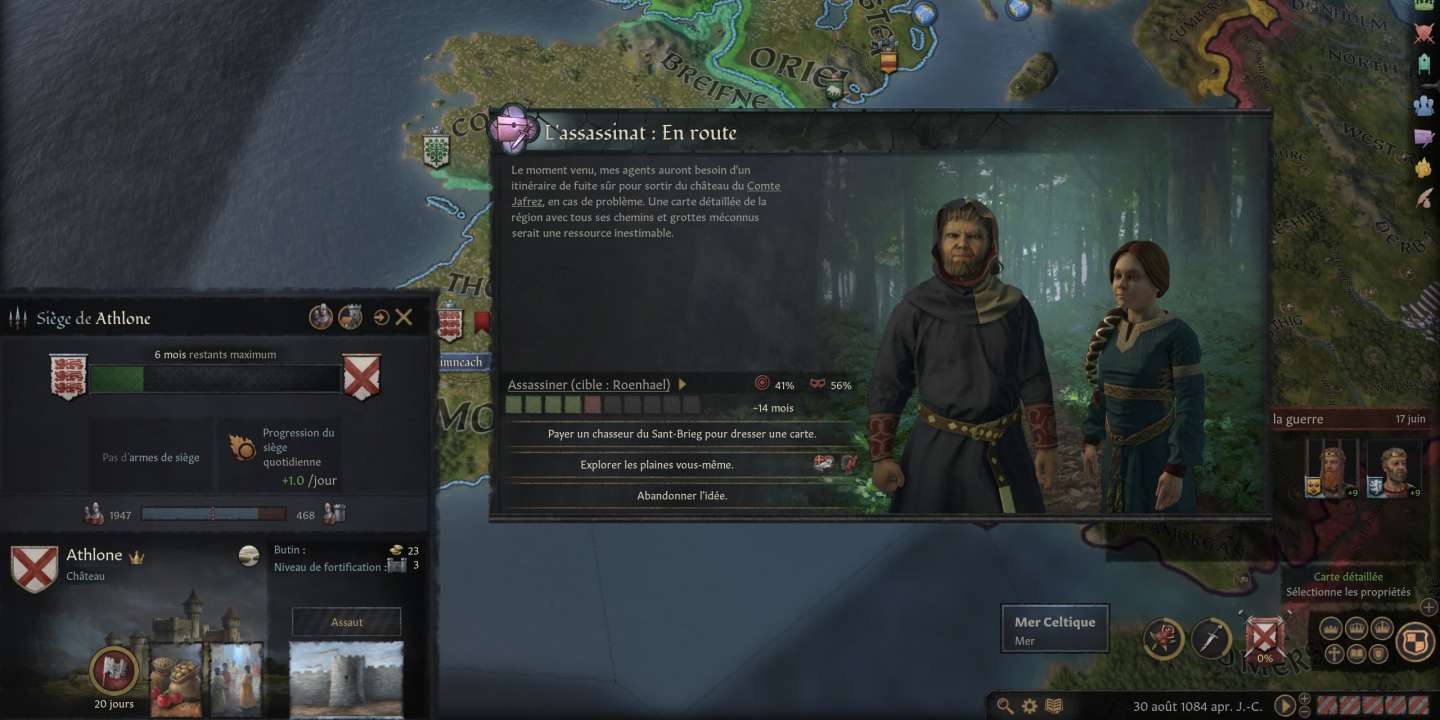 DUNHOLM
BREIFNE
ORIEL
L'assassinat : En route
Le moment venu, mes agents auront besoin d'un
itinéraire de fuite sûr pour sortir du château du Comte
Jafrez, en cas de problème. Une carte détaillée de la
région avec tous ses chemins et grottes méconnus
serait une ressource inestimable.
Assassiner (cible : Roenhael)
41%
56%
~14 mois
Payer un chasseur du Sant-Brieg pour dresser une carte.
Explorer les plaines vous-même.
Abandonner l'idée.
Siège de Athlone
6 mois restants maximum
Pas d'armes de siège
Progression du
siège
quotidienne
+1.0 /jour
1947
468
Athlone
Château
Butin :
23
Niveau de fortification :
3
Assaut
20 jours
la guerre
17 juin
+9
+9
Carte détaillée
Sélectionne les propriétés
Mer Celtique
Mer
0%
30 août 1084 apr. J.-C.